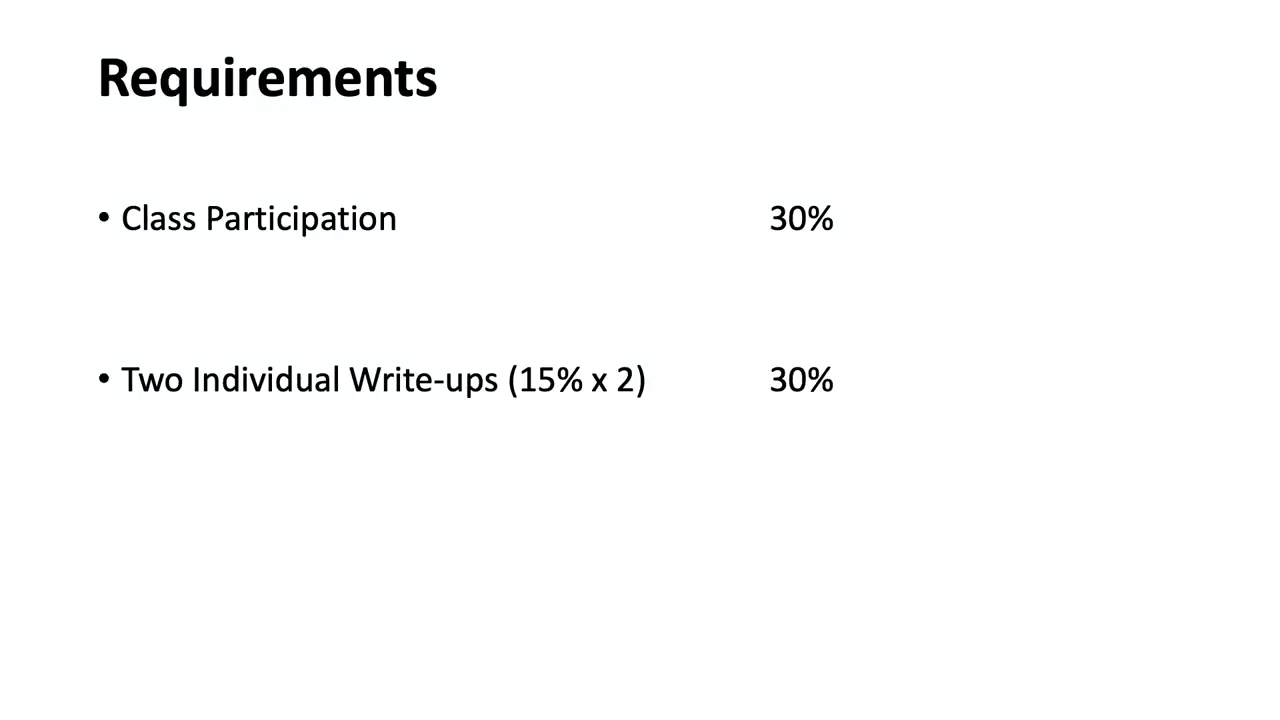 Requirements
• Class Participation 30%
• Two Individual Write-ups (15% x 2) 30%